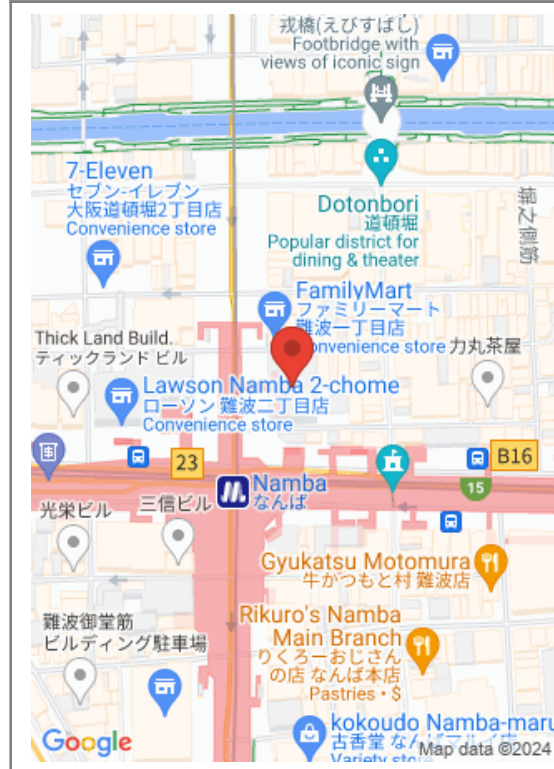 戎橋(えびすばし)
Footbridge with
views of iconic sign
7-Eleven
セブン-イレブン
大阪道頓堀2丁目店
Convenience store
Dotonbori
道頓堀
Popular district for
dining & theater
堺之側筋
FamilyMart
ファミリーマート
難波一丁目店
onvenience store
力丸茶屋
Thick Land Build.
ティックランド ビル
Lawson Namba 2-chome
ローソン 難波二丁目店
Convenience store
23
B16
15
Namba
なんば
光栄ビル
三信ビル
Gyukatsu Motomura
牛かつもと村 難波店
難波御堂筋
ビルディング駐車場
Rikuro's Namba
Main Branch
りくろーおじさん
の店 なんば本店
Pastries • $
kokoudo Namba-maru
古香堂 なん
Variety store
Google
Map data ©2024